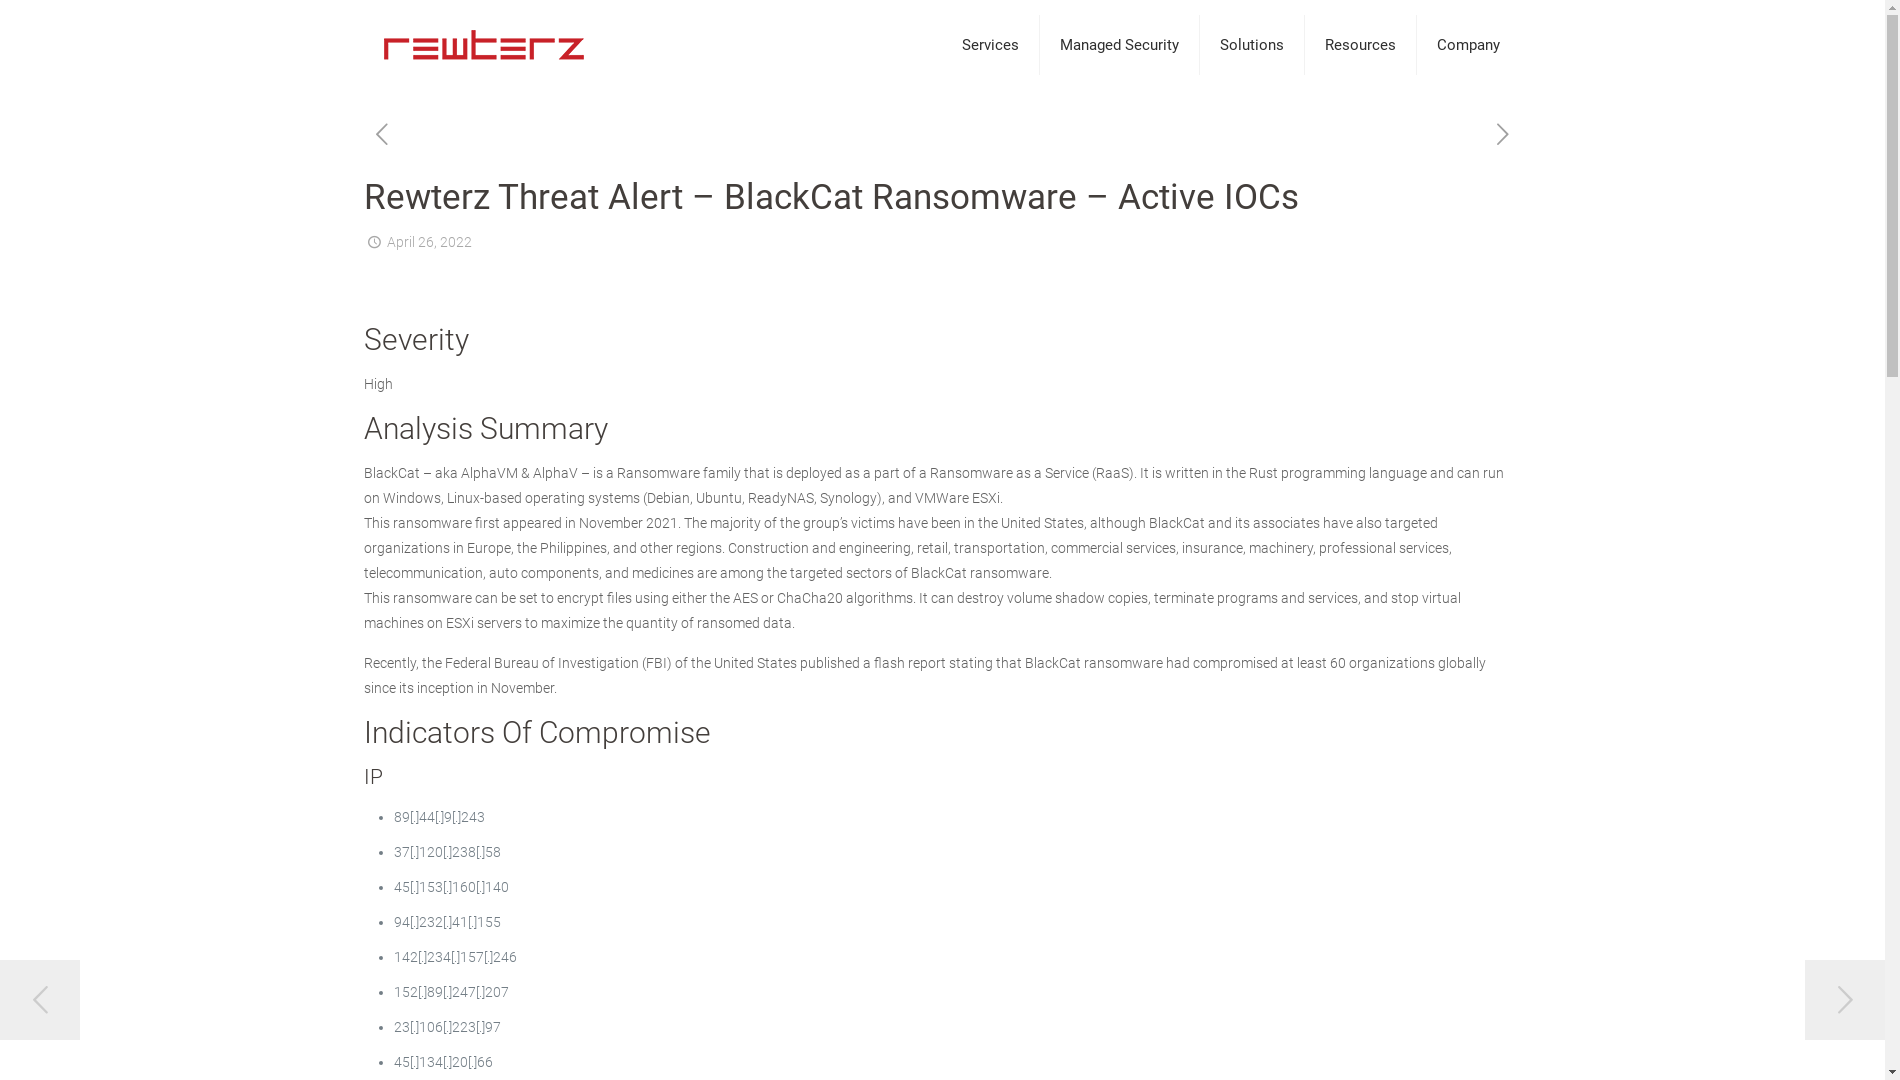 rewterz
Services
Managed Security
Solutions
Resources
Company
Rewterz Threat Alert – BlackCat Ransomware – Active IOCs
April 26, 2022
Severity
High
Analysis Summary
BlackCat – aka AlphaVM & AlphaV – is a Ransomware family that is deployed as a part of a Ransomware as a Service (RaaS). It is written in the Rust programming language and can run
on Windows, Linux-based operating systems (Debian, Ubuntu, ReadyNAS, Synology), and VMWare ESXi.
This ransomware first appeared in November 2021. The majority of the group’s victims have been in the United States, although BlackCat and its associates have also targeted
organizations in Europe, the Philippines, and other regions. Construction and engineering, retail, transportation, commercial services, insurance, machinery, professional services,
telecommunication, auto components, and medicines are among the targeted sectors of BlackCat ransomware.
This ransomware can be set to encrypt files using either the AES or ChaCha20 algorithms. It can destroy volume shadow copies, terminate programs and services, and stop virtual
machines on ESXi servers to maximize the quantity of ransomed data.
Recently, the Federal Bureau of Investigation (FBI) of the United States published a flash report stating that BlackCat ransomware had compromised at least 60 organizations globally
since its inception in November.
Indicators Of Compromise
IP
89[.]44[.]9[.]243
37[.]120[.]238[.]58
45[.]153[.]160[.]140
94[.]232[.]41[.]155
142[.]234[.]157[.]246
152[.]89[.]247[.]207
23[.]106[.]223[.]97
45[.]134[.]20[.]66